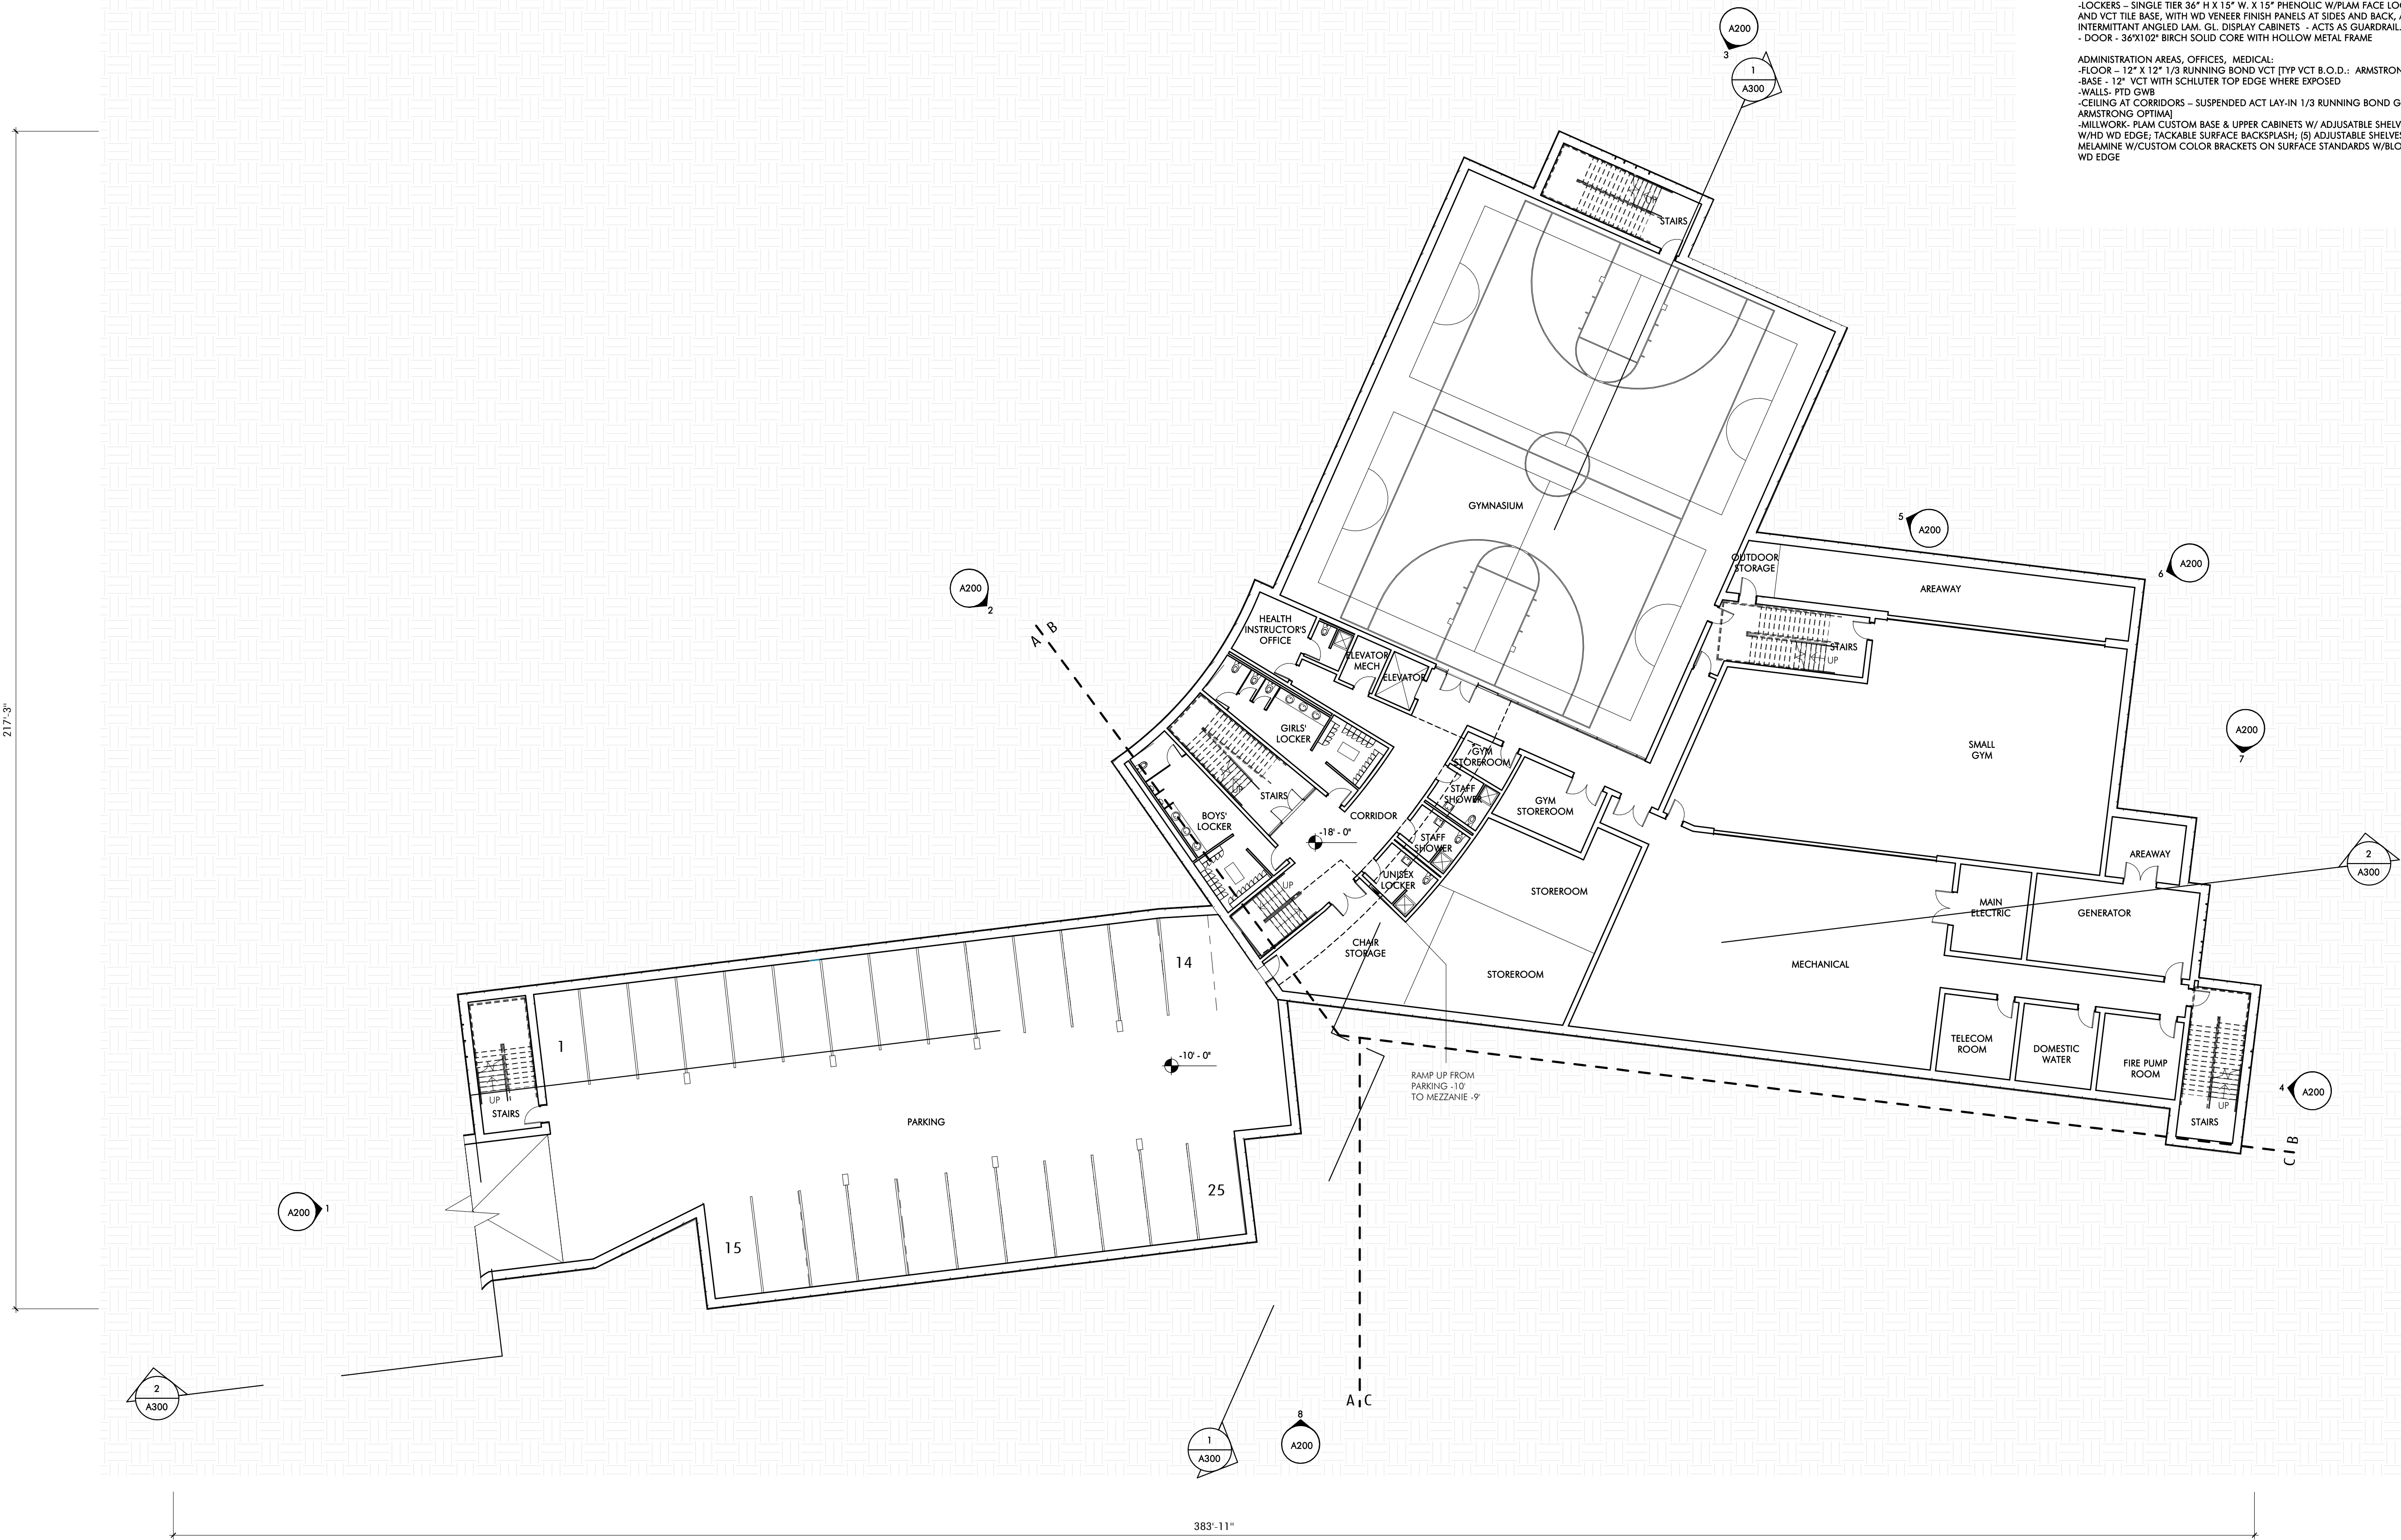 -LOCKERS – SINGLE TIER 36" H X 15" W. X 15" PHENOLIC W/PLAM FACE
AND VCT TILE BASE, WITH WD VENEER FINISH PANELS AT SIDES AND BACK,
INTERMITTANT ANGLED LAM. GL. DISPLAY CABINETS - ACTS AS GUARDRAIL.
- DOOR - 36"X102" BIRCH SOLID CORE WITH HOLLOW METAL FRAME
ADMINISTRATION AREAS, OFFICES, MEDICAL:
-FLOOR – 12" X 12" 1/3 RUNNING BOND VCT [TYP VCT B.O.D.:
-BASE - 12" VCT WITH SCHLUTER TOP EDGE WHERE EXPOSED
-WALLS- PTD GWB
-CEILING AT CORRIDORS – SUSPENDED ACT LAY-IN 1/3 RUNNING BOND
ARMSTRONG OPTIMA]
-MILLWORK- PLAM CUSTOM BASE & UPPER CABINETS W/ ADJUSATBLE
W/HD WD EDGE; TACKABLE SURFACE BACKSPLASH; (5) ADJUSTABLE
MELAMINE W/CUSTOM COLOR BRACKETS ON SURFACE STANDARDS
WD EDGE
A200
3
1
A300
UP
STAIRS
217'-3"
GYMNASIUM
5
A200
6
A200
A200
2
A B
OUTDOOR
STORAGE
AREAWAY
HEALTH
INSTRUCTOR'S
OFFICE
ELEVATOR
MECH
ELEVATOR
STAIRS
UP
GIRLS'
LOCKER
SMALL
GYM
A200
7
GYM
STOREROOM
STAFF
SHOWER
GYM
STOREROOM
UP
STAIRS
BOYS'
LOCKER
CORRIDOR
-18' - 0"
STAFF
SHOWER
UNISEX
LOCKER
UP
STOREROOM
AREAWAY
2
A300
MAIN
ELECTRIC
GENERATOR
CHAIR
STORAGE
STOREROOM
MECHANICAL
14
1
-10' - 0"
TELECOM
ROOM
DOMESTIC
WATER
FIRE PUMP
ROOM
RAMP UP FROM
PARKING -10'
TO MEZZANIE -9'
UP
STAIRS
PARKING
UP
STAIRS
4
A200
C B
25
15
A200
1
2
A300
A C
8
A200
1
A300
383'-11"